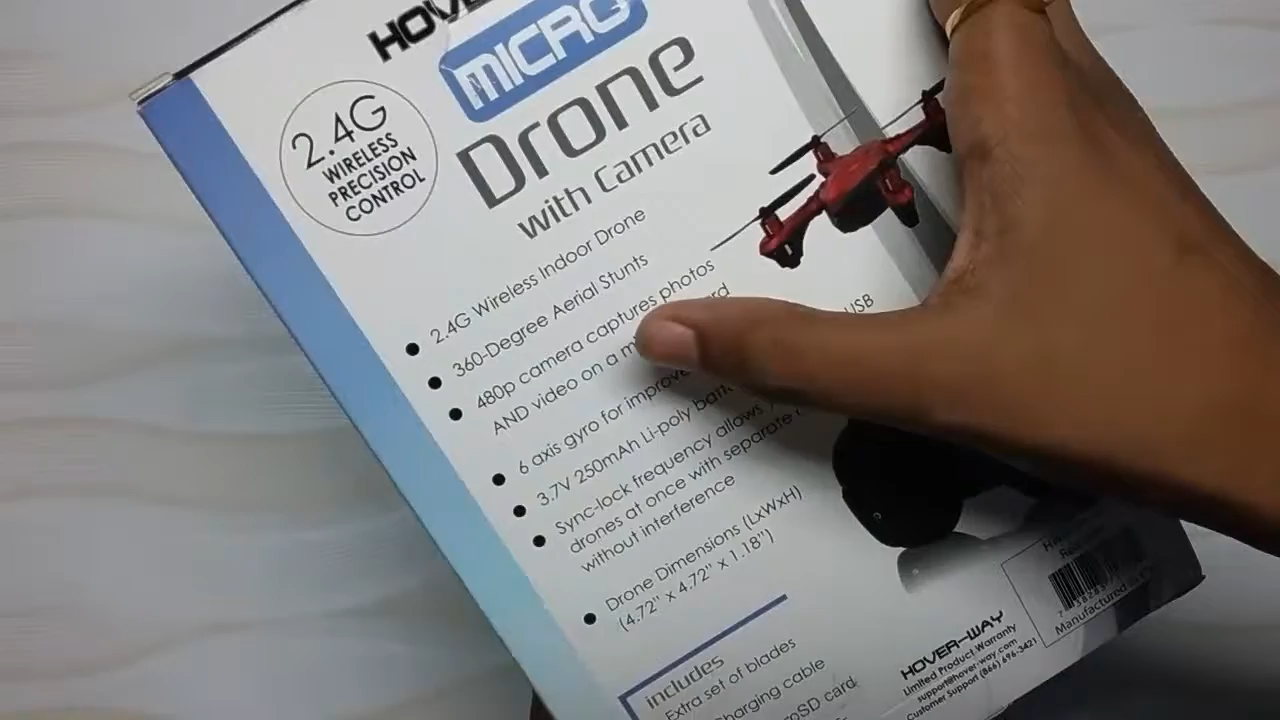 HOVER
MICRO
Drone
with Camera
2.4G
WIRELESS
PRECISION
CONTROL
2.4G Wireless Indoor Drone
360-Degree Aerial Stunts
480p camera captures photos
AND video on a
6 axis gyro for
3.7V 250mAh Li-poly
USB
Sync-lock frequency allows
drones at once with separate
without interference
Drone Dimensions (LxWxH)
(4.72" x 4.72" x 1.18")
includes
Extra set of blades
Charging cable
SD card
HOVER-WAY
Limited Product Warranty
support@hover-way.com
Customer Support (866) 696-3421
Manufactured